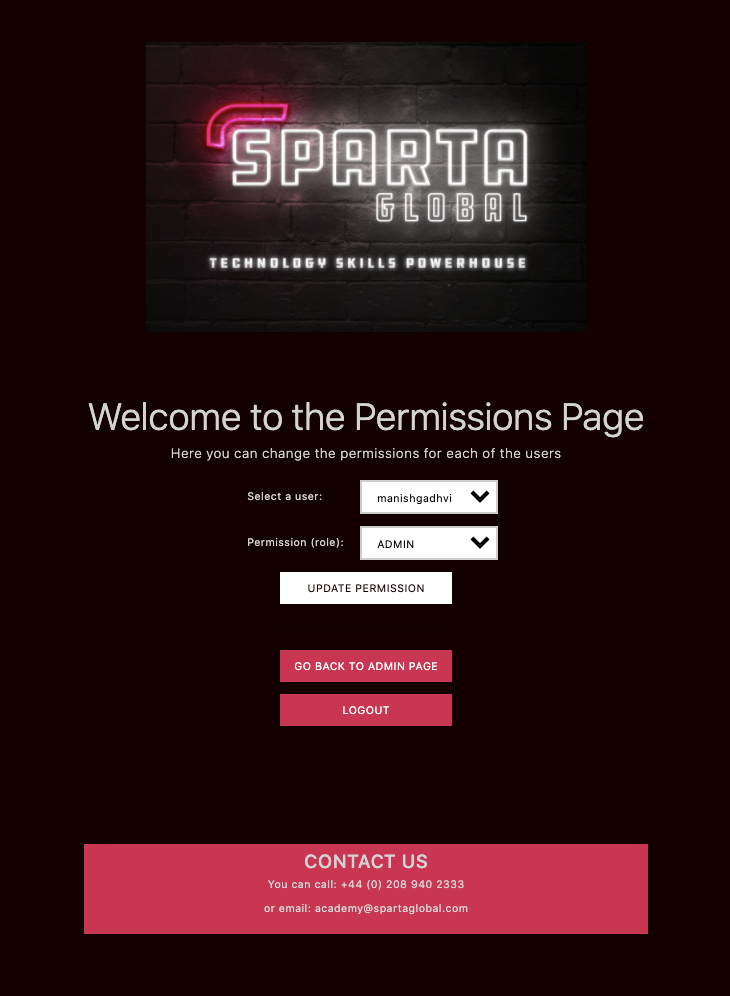 SPARTA
GLOBAL
TECHNOLOGY SKILLS POWERHOUSE
Welcome to the Permissions Page
Here you can change the permissions for each of the users
Select a user: manishgadhvi
Permission (role): ADMIN
UPDATE PERMISSION
GO BACK TO ADMIN PAGE
LOGOUT
CONTACT US
You can call: +44 (0) 208 940 2333
or email: academy@spartaglobal.com